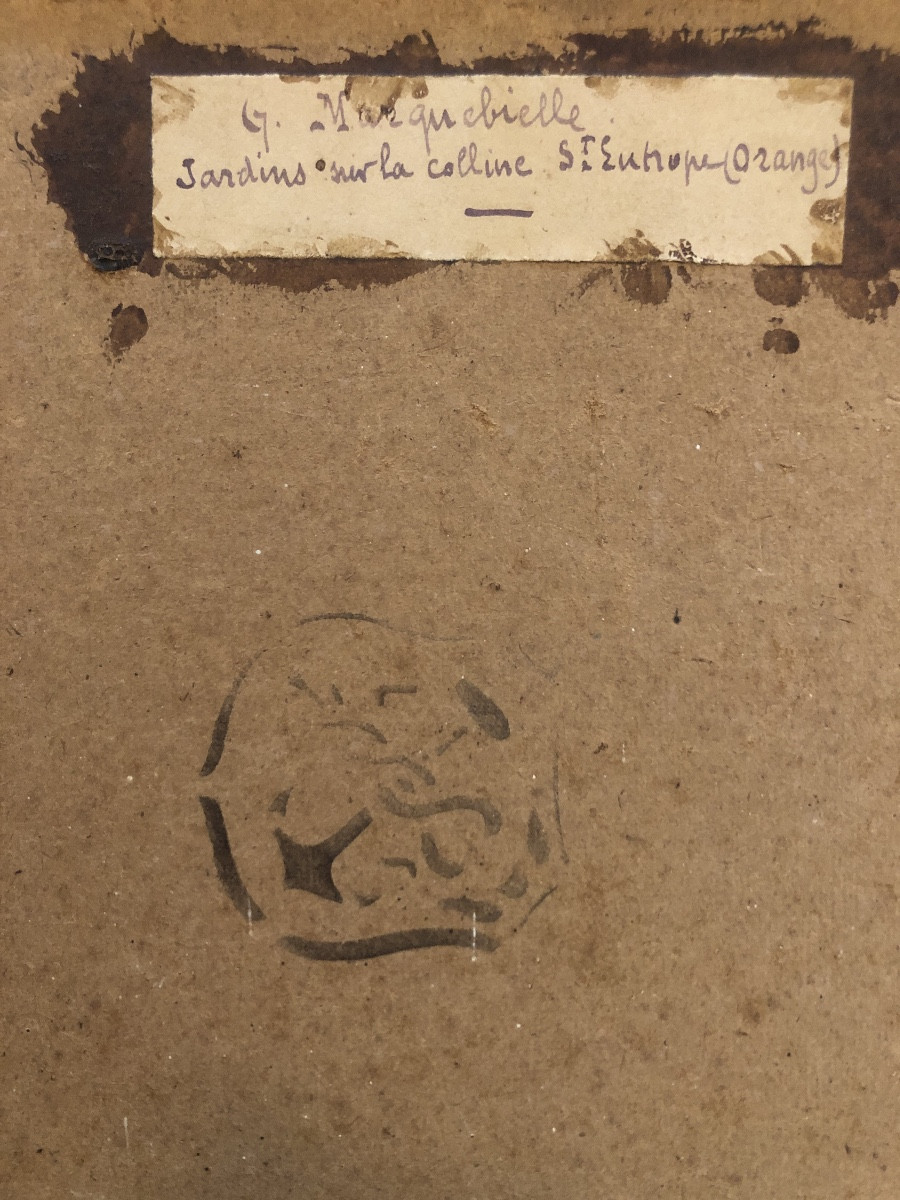 G. Marquebielle.
Jardins sur la colline St Eutrope (Orange)